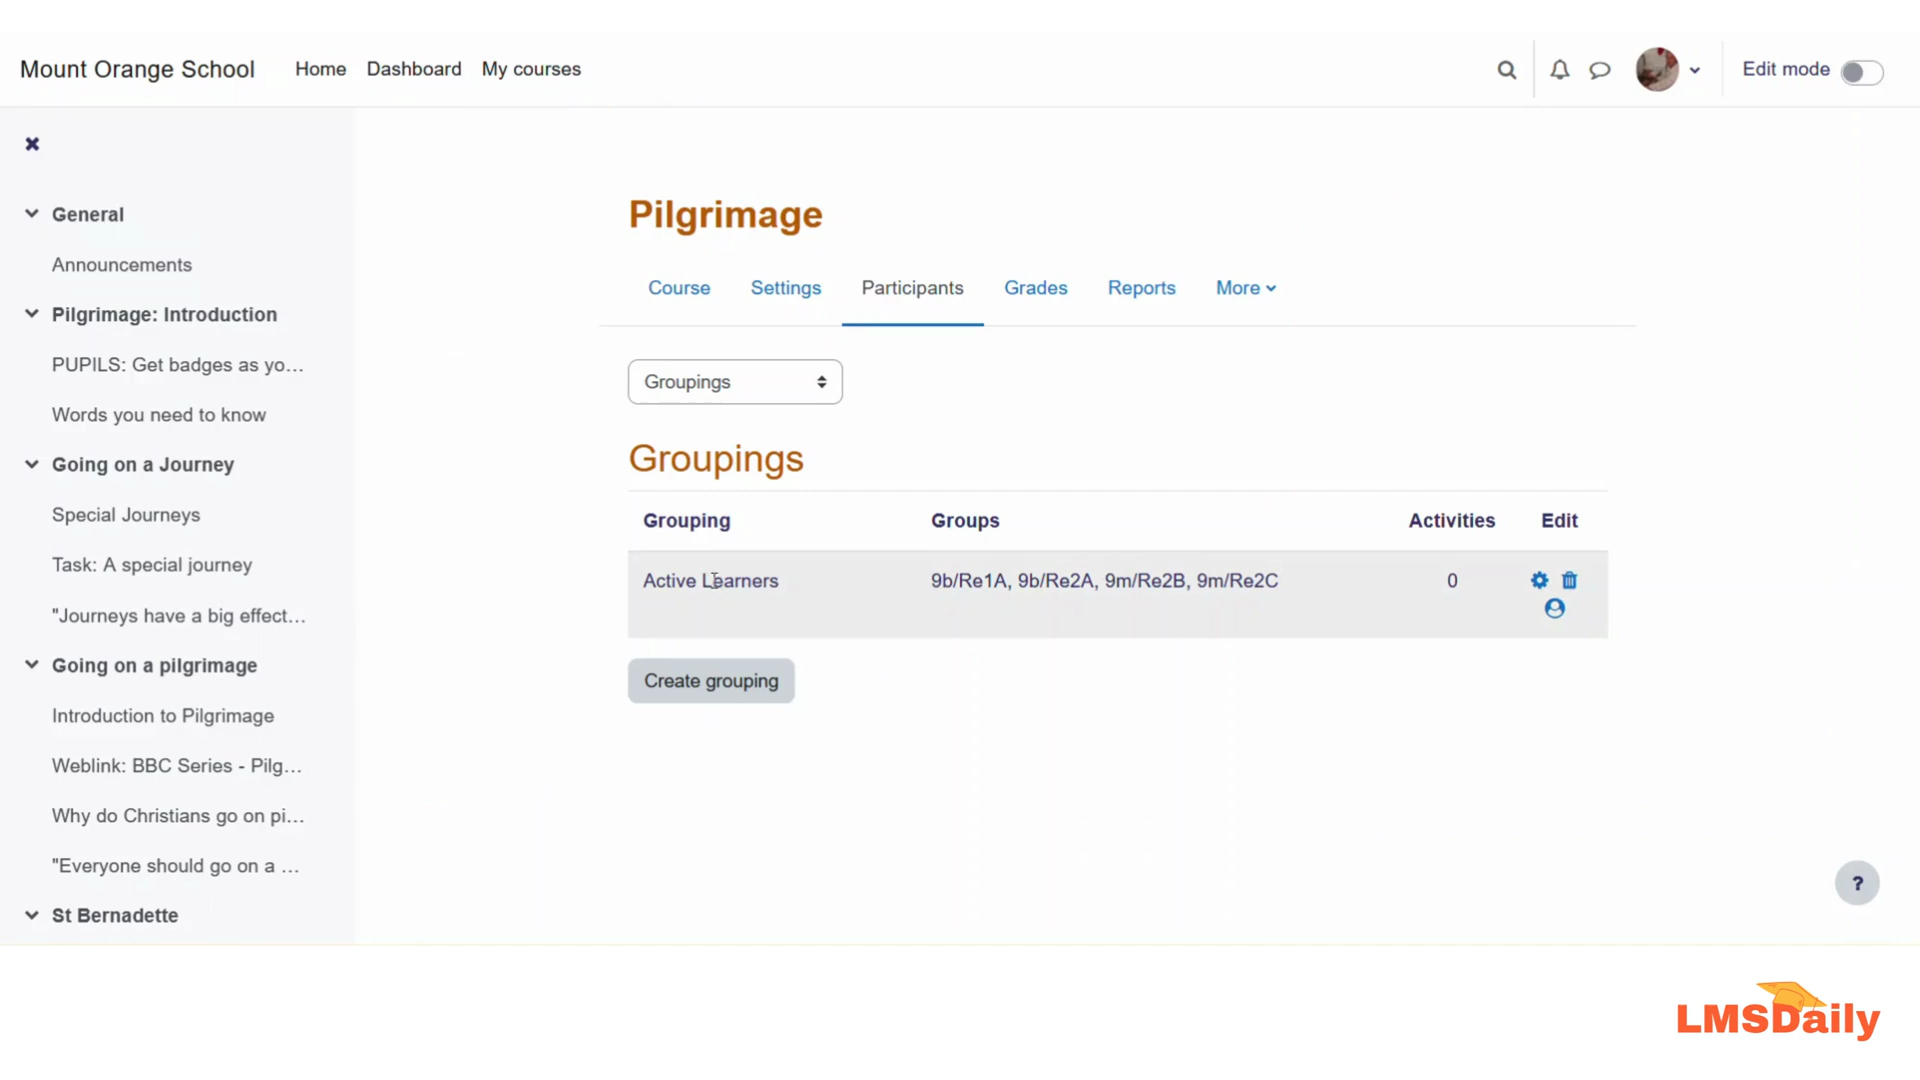 Mount Orange School Home Dashboard My courses Edit mode
General
Announcements
Pilgrimage: Introduction
PUPILS: Get badges as yo...
Words you need to know
Going on a Journey
Special Journeys
Task: A special journey
"Journeys have a big effect...
Going on a pilgrimage
Introduction to Pilgrimage
Weblink: BBC Series - Pilg...
Why do Christians go on pi...
"Everyone should go on a ...
St Bernadette
Pilgrimage
Course Settings Participants Grades Reports More
Groupings
Groupings
Grouping Groups Activities Edit
Active Learners 9b/Re1A, 9b/Re2A, 9m/Re2B, 9m/Re2C 0
Create grouping
?
LMSDaily